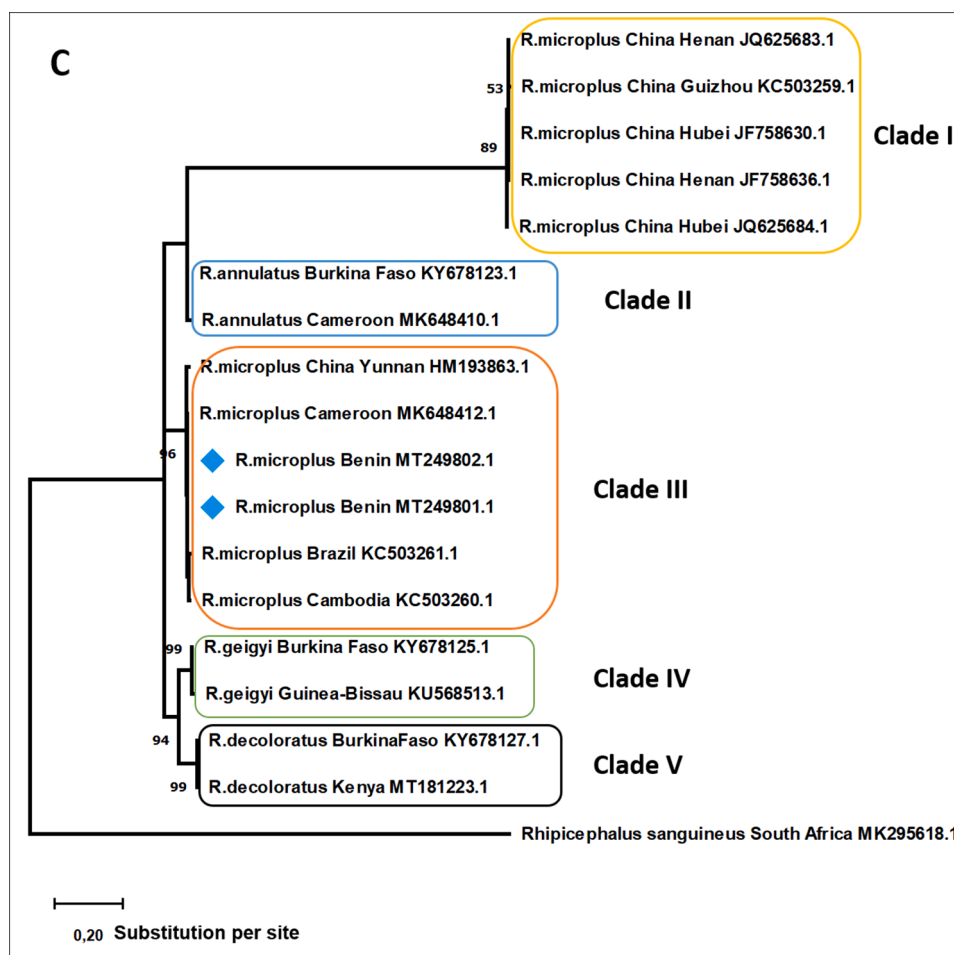 C
R.microplus China Henan JQ625683.1
53
R.microplus China Guizhou KC503259.1
R.microplus China Hubei JF758630.1
Clade I
89
R.microplus China Henan JF758636.1
R.microplus China Hubei JQ625684.1
R.annulatus Burkina Faso KY678123.1
Clade II
R.annulatus Cameroon MK648410.1
R.microplus China Yunnan HM193863.1
R.microplus Cameroon MK648412.1
96
R.microplus Benin MT249802.1
Clade III
R.microplus Benin MT249801.1
R.microplus Brazil KC503261.1
R.microplus Cambodia KC503260.1
99
R.geigyi Burkina Faso KY678125.1
Clade IV
R.geigyi Guinea-Bissau KU568513.1
94
R.decoloratus BurkinaFaso KY678127.1
Clade V
99
R.decoloratus Kenya MT181223.1
Rhipicephalus sanguineus South Africa MK295618.1
0,20 Substitution per site